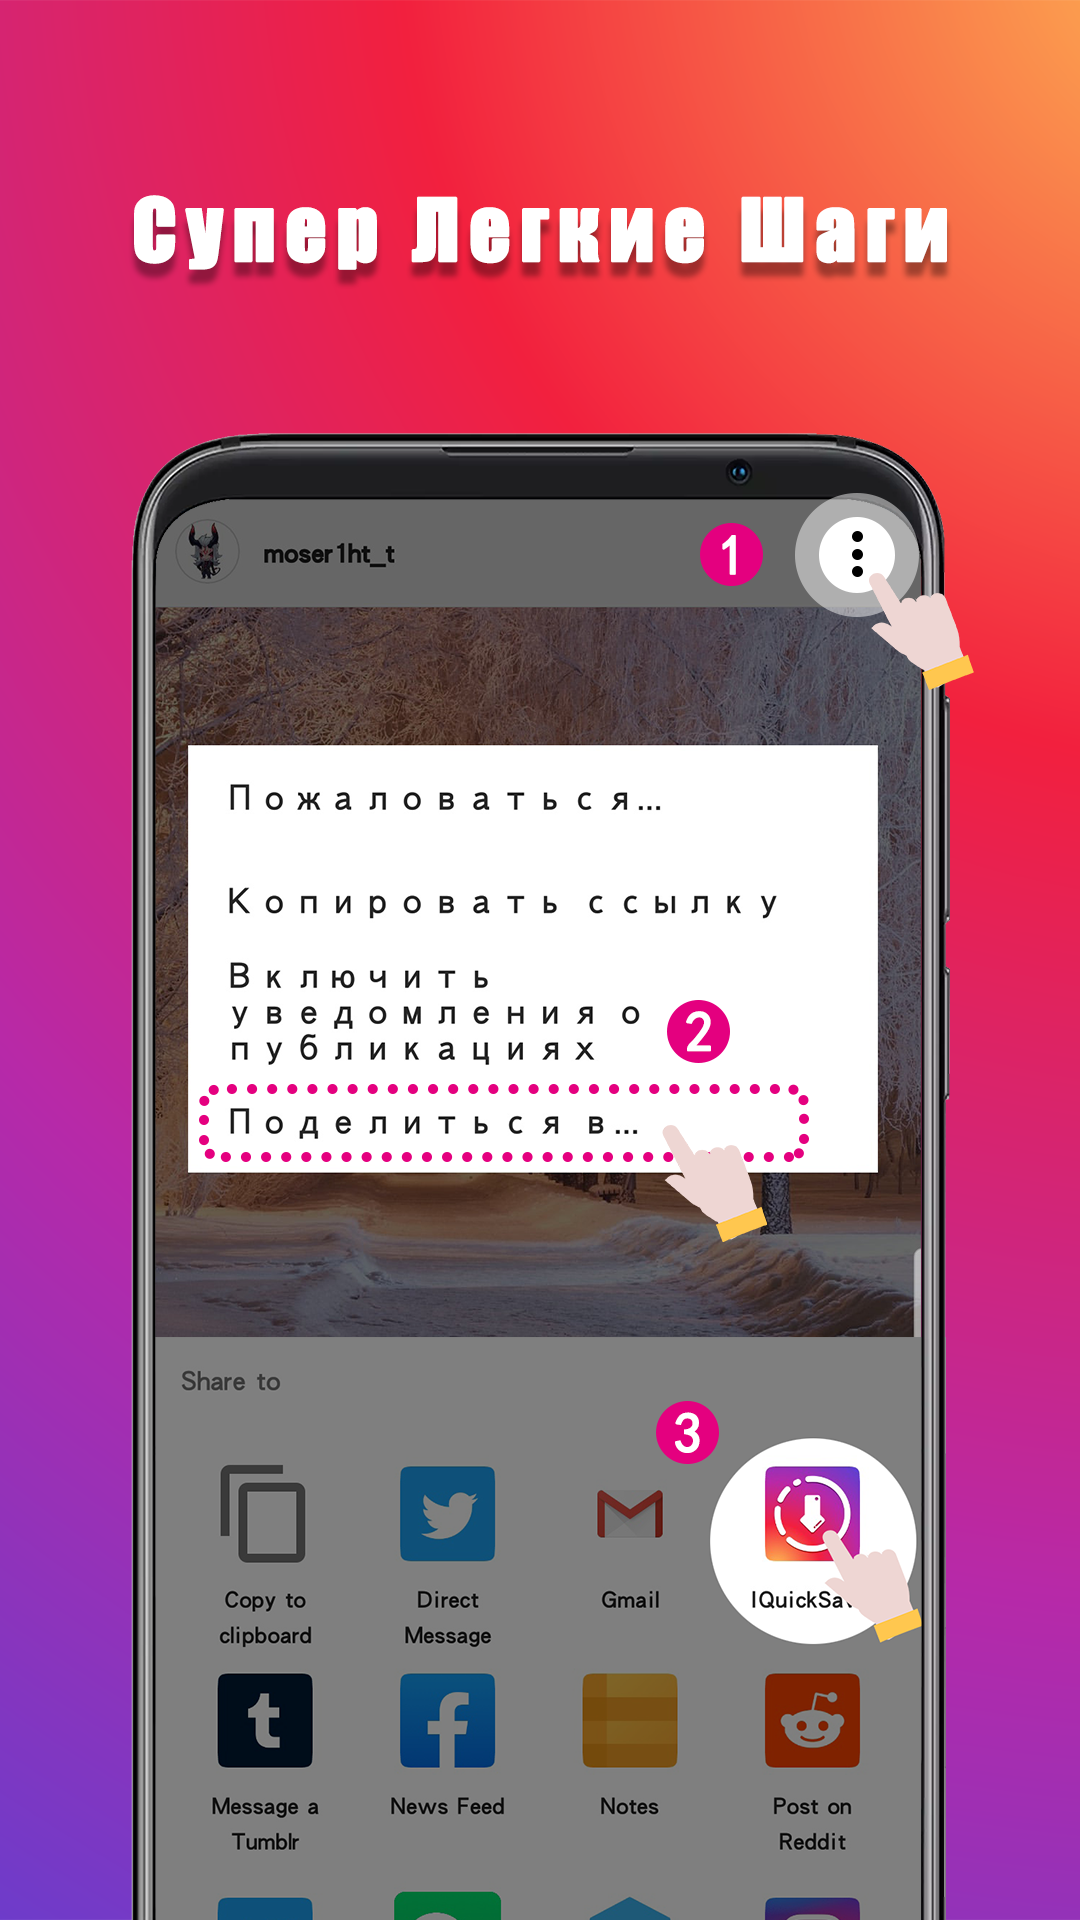 Супер Легкие Шаги
moser1ht_t
1
Пожаловаться...
Копировать ссылку
Включить
уведомления о
публикациях
2
Поделиться в...
Share to
3
Copy to
clipboard
Direct
Message
Gmail
Message a
Tumblr
News Feed
Notes
Post on
Reddit